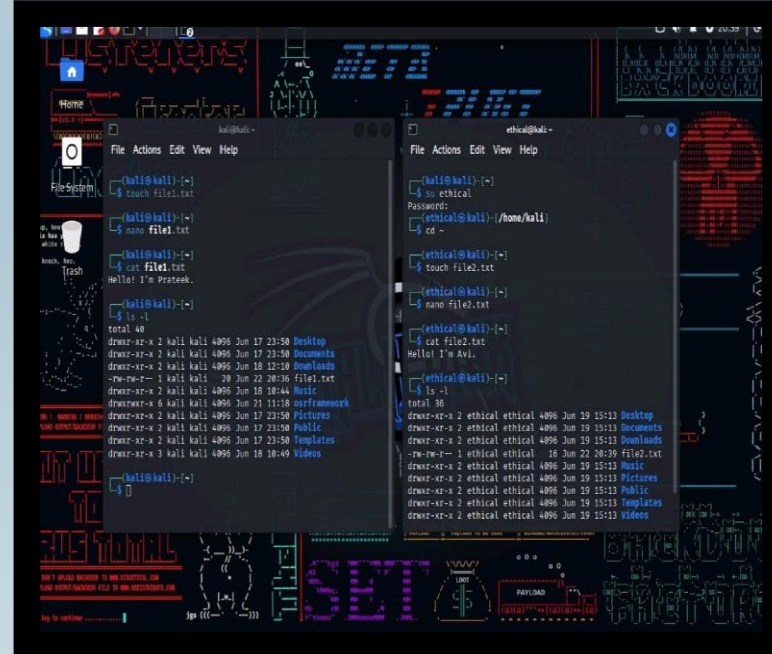 20:39
Home
File System
Trash
kali@kali: ~
File Actions Edit View Help
┌──(kali㉿kali)-[~]
└─$ touch file1.txt
┌──(kali㉿kali)-[~]
└─$ nano file1.txt
┌──(kali㉿kali)-[~]
└─$ cat file1.txt
Hello! I'm Prateek.
┌──(kali㉿kali)-[~]
└─$ ls -l
total 40
drwxr-xr-x 2 kali kali 4096 Jun 17 23:50 Desktop
drwxr-xr-x 2 kali kali 4096 Jun 17 23:50 Documents
drwxr-xr-x 2 kali kali 4096 Jun 18 12:10 Downloads
-rw-rw-r-- 1 kali kali 20 Jun 22 20:36 file1.txt
drwxr-xr-x 2 kali kali 4096 Jun 18 10:44 Music
drwxrwxr-x 6 kali kali 4096 Jun 21 11:18 osrframework
drwxr-xr-x 2 kali kali 4096 Jun 17 23:50 Pictures
drwxr-xr-x 2 kali kali 4096 Jun 17 23:50 Public
drwxr-xr-x 2 kali kali 4096 Jun 17 23:50 Templates
drwxr-xr-x 3 kali kali 4096 Jun 18 10:49 Videos
┌──(kali㉿kali)-[~]
└─$
ethical@kali: ~
File Actions Edit View Help
┌──(kali㉿kali)-[~]
└─$ su ethical
Password:
┌──(ethical㉿kali)-[/home/kali]
└─$ cd ~
┌──(ethical㉿kali)-[~]
└─$ touch file2.txt
┌──(ethical㉿kali)-[~]
└─$ nano file2.txt
┌──(ethical㉿kali)-[~]
└─$ cat file2.txt
Hello! I'm Avi.
┌──(ethical㉿kali)-[~]
└─$ ls -l
total 36
drwxr-xr-x 2 ethical ethical 4096 Jun 19 15:13 Desktop
drwxr-xr-x 2 ethical ethical 4096 Jun 19 15:13 Documents
drwxr-xr-x 2 ethical ethical 4096 Jun 19 15:13 Downloads
-rw-rw-r-- 1 ethical ethical 16 Jun 22 20:39 file2.txt
drwxr-xr-x 2 ethical ethical 4096 Jun 19 15:13 Music
drwxr-xr-x 2 ethical ethical 4096 Jun 19 15:13 Pictures
drwxr-xr-x 2 ethical ethical 4096 Jun 19 15:13 Public
drwxr-xr-x 2 ethical ethical 4096 Jun 19 15:13 Templates
drwxr-xr-x 2 ethical ethical 4096 Jun 19 15:13 Videos
SET
LOOT
PAYLOAD
jgs
key to continue